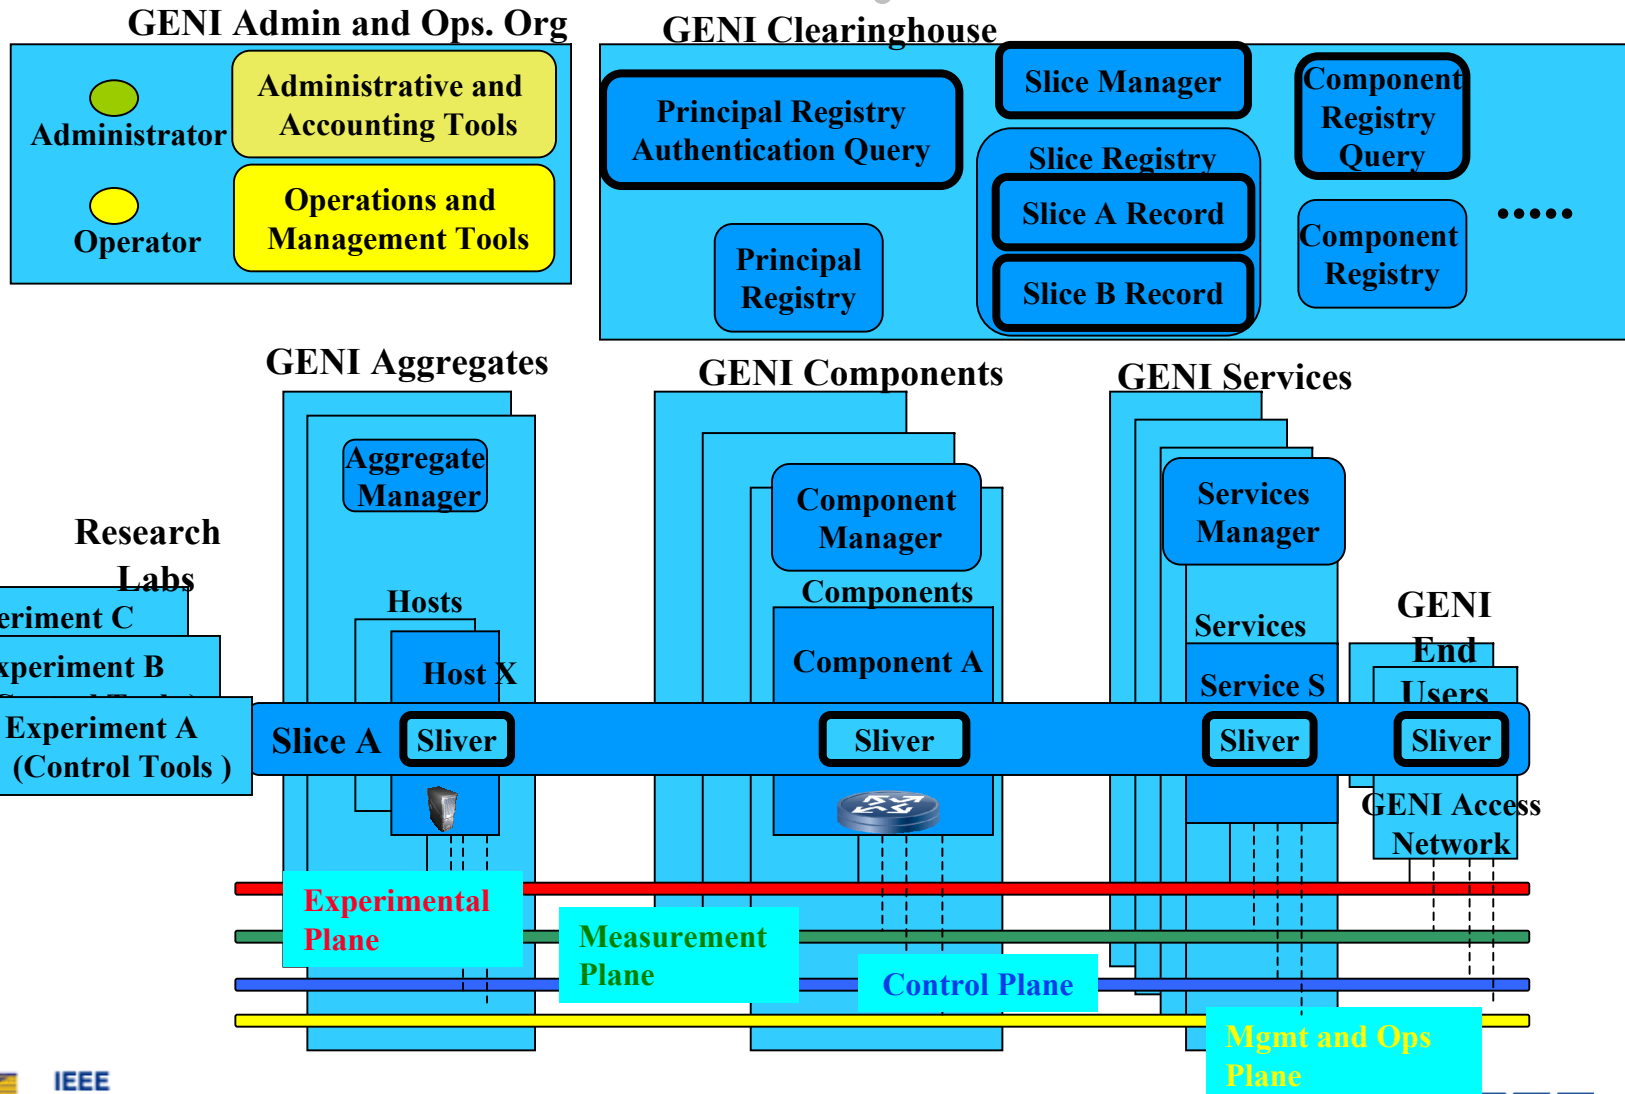 GENI Admin and Ops. Org
GENI Clearinghouse
Administrator
Administrative and
Accounting Tools
Operator
Operations and
Management Tools
Principal Registry
Authentication Query
Slice Manager
Slice Registry
Slice A Record
Slice B Record
Component
Registry
Query
Principal
Registry
Component
Registry
.....
GENI Aggregates
GENI Components
GENI Services
Aggregate
Manager
Component
Manager
Services
Manager
Research
Labs
eriment C
xperiment B
Experiment A
(Control Tools )
Hosts
Host X
Components
Component A
Services
Service S
GENI
End
Users
Slice A
Sliver
Sliver
Sliver
Sliver
GENI Access
Network
Experimental
Plane
Measurement
Plane
Control Plane
Mgmt and Ops
Plane
IEEE